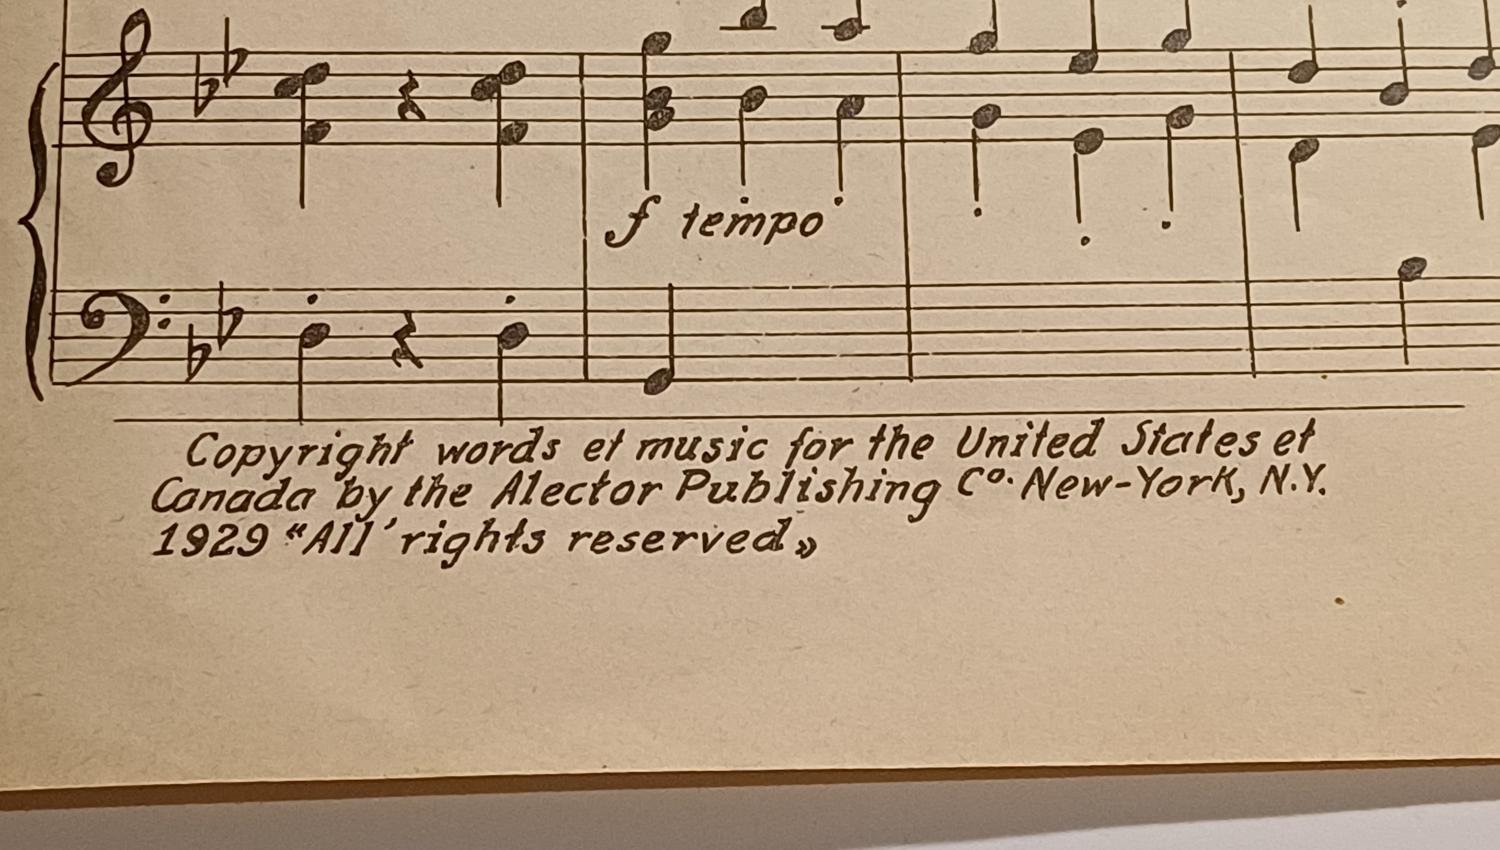 f tempo
Copyright words et music for the United States et
Canada by the Alector Publishing Co. New-York, N.Y.
1929 "All' rights reserved»